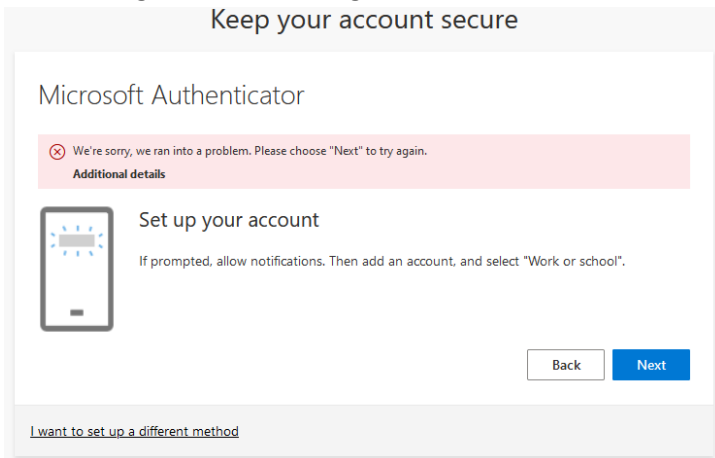 Keep your account secure
Microsoft Authenticator
We're sorry, we ran into a problem. Please choose "Next" to try again.
Additional details
Set up your account
If prompted, allow notifications. Then add an account, and select "Work or school".
Back
Next
I want to set up a different method